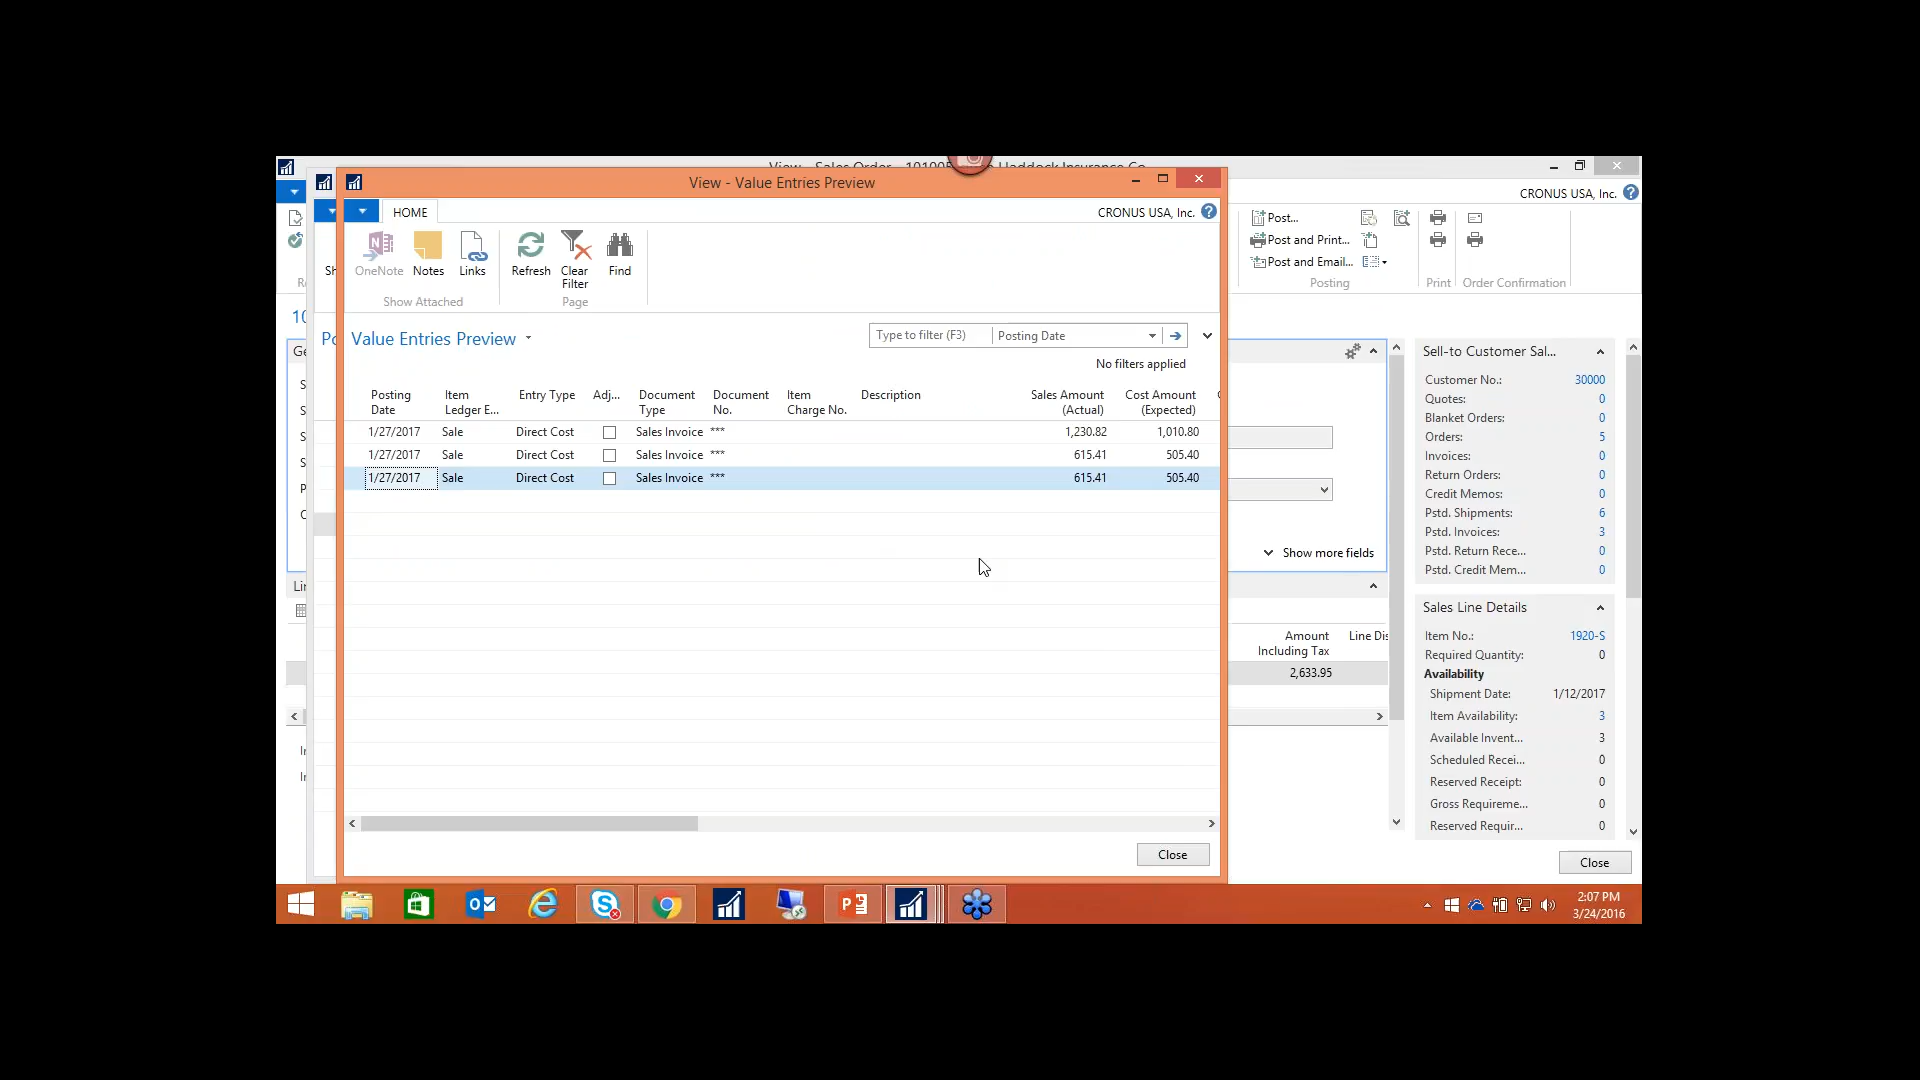 View - Sales Order - 10100 Haddock Insurance Co
View - Value Entries Preview
CRONUS USA, Inc.
HOME
CRONUS USA, Inc.
OneNote
Notes
Links
Refresh
Clear Filter
Find
Show Attached
Page
Post...
Post and Print...
Post and Email...
Posting
Print
Order Confirmation
Value Entries Preview
Type to filter (F3)
Posting Date
No filters applied
Posting Date
Item Ledger E...
Entry Type
Adj...
Document Type
Document No.
Item Charge No.
Description
Sales Amount (Actual)
Cost Amount (Expected)
1/27/2017 Sale Direct Cost Sales Invoice *** 1,230.82 1,010.80
1/27/2017 Sale Direct Cost Sales Invoice *** 615.41 505.40
1/27/2017 Sale Direct Cost Sales Invoice *** 615.41 505.40
Close
Show more fields
Amount Including Tax
Line Dis
2,633.95
Sell-to Customer Sal...
Customer No.: 30000
Quotes: 0
Blanket Orders: 0
Orders: 5
Invoices: 0
Return Orders: 0
Credit Memos: 0
Pstd. Shipments: 6
Pstd. Invoices: 3
Pstd. Return Rece... 0
Pstd. Credit Mem... 0
Sales Line Details
Item No.: 1920-S
Required Quantity: 0
Availability
Shipment Date: 1/12/2017
Item Availability: 3
Available Invent... 3
Scheduled Recei... 0
Reserved Receipt: 0
Gross Requireme... 0
Reserved Requir... 0
Close
2:07 PM
3/24/2016